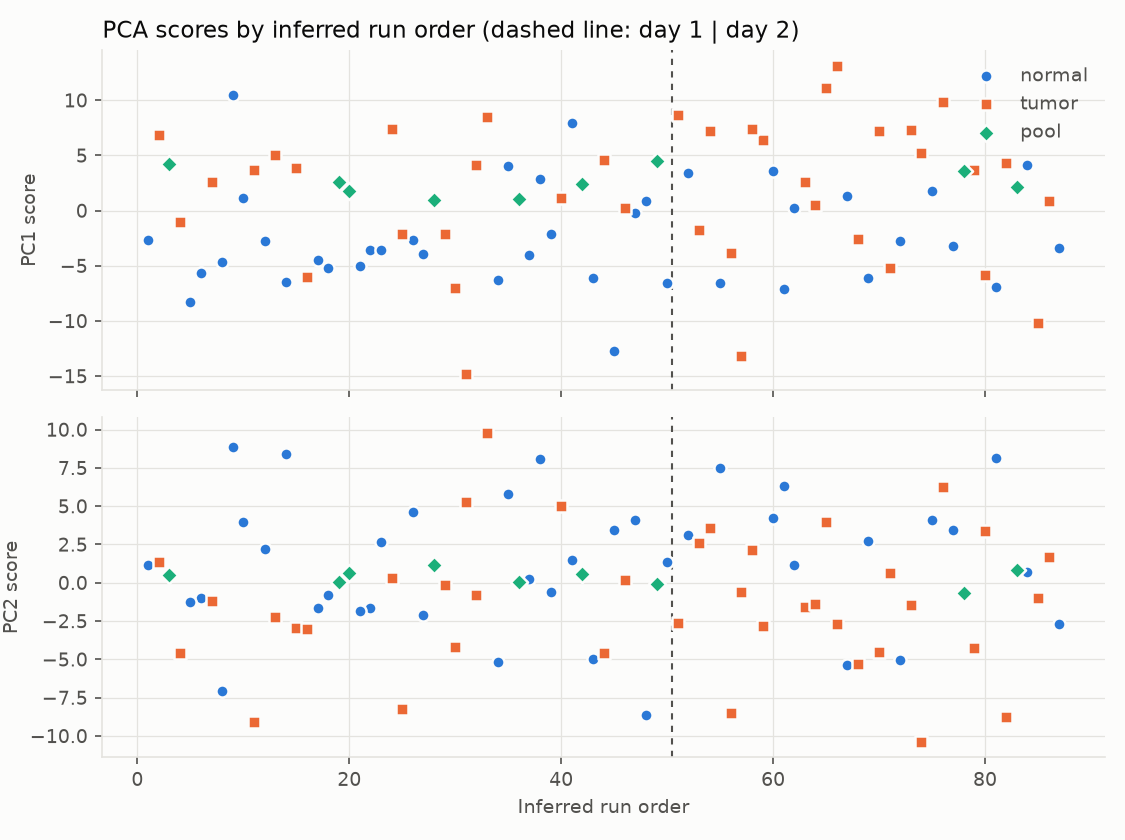 PCA scores by inferred run order (dashed line: day 1 | day 2)
normal
tumor
pool
PC1 score
10
5
0
−5
−10
−15
PC2 score
10.0
7.5
5.0
2.5
0.0
−2.5
−5.0
−7.5
−10.0
0 20 40 60 80
Inferred run order